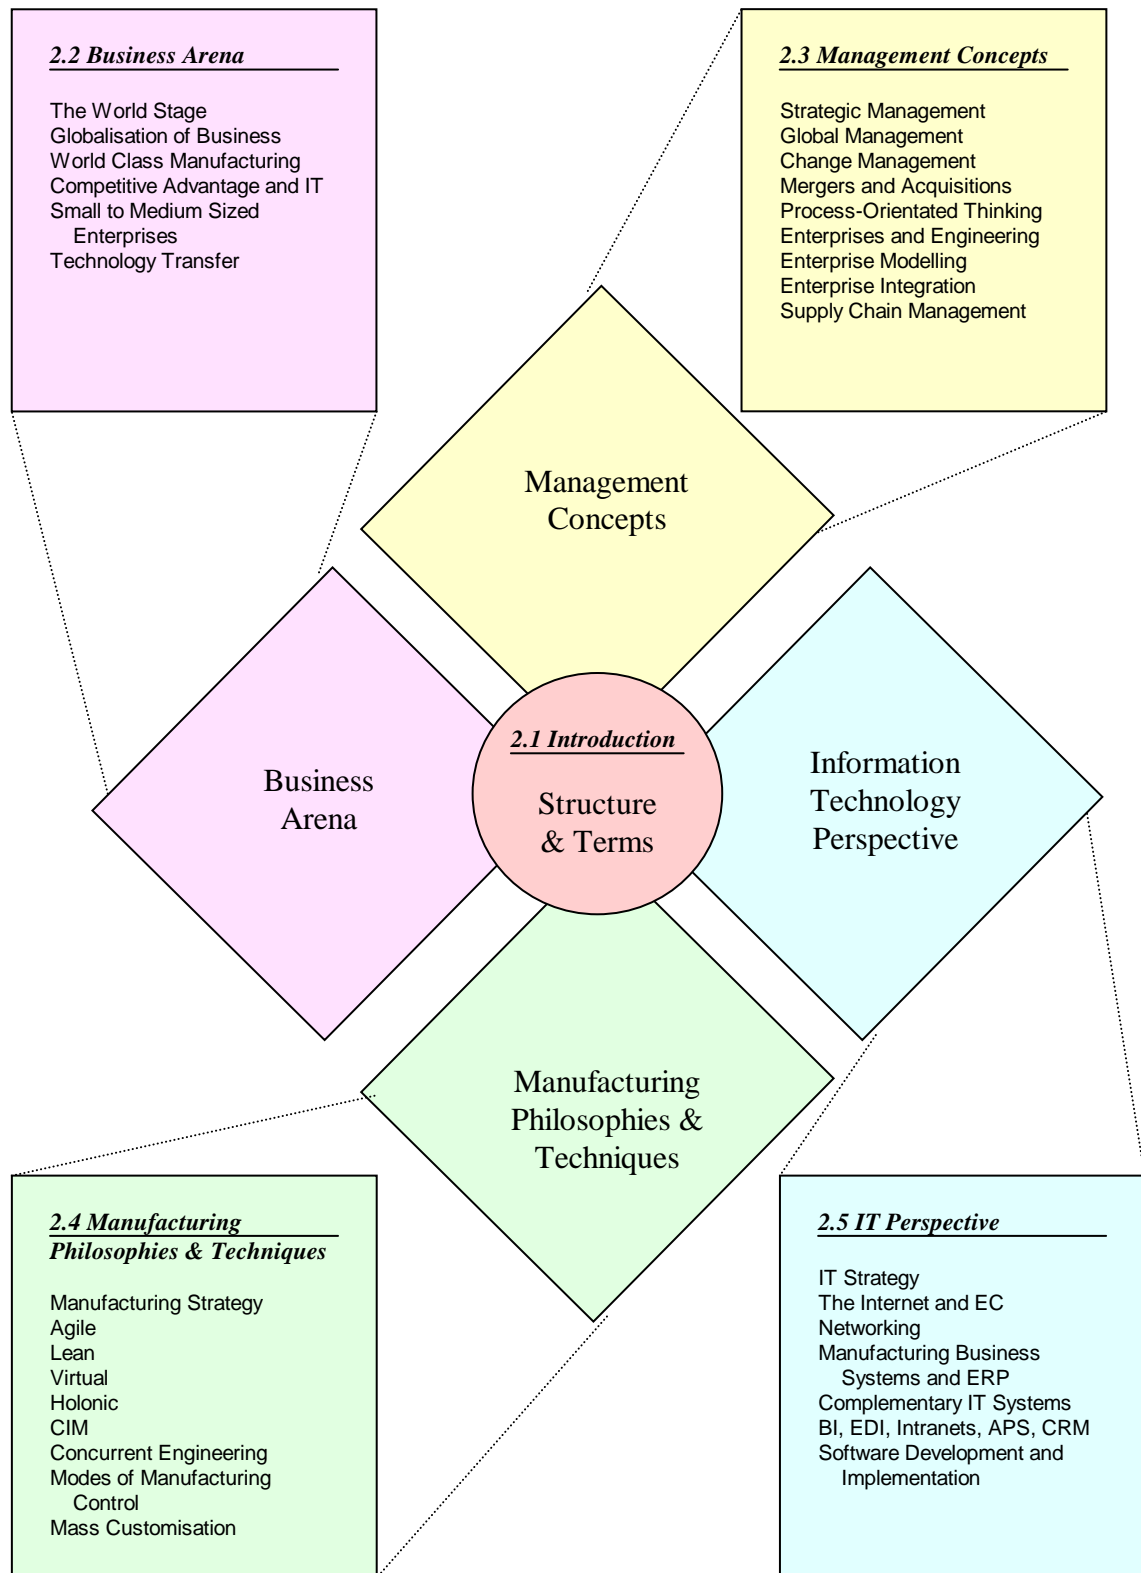 2.2 Business Arena
The World Stage
Globalisation of Business
World Class Manufacturing
Competitive Advantage and IT
Small to Medium Sized
Enterprises
Technology Transfer
2.3 Management Concepts
Strategic Management
Global Management
Change Management
Mergers and Acquisitions
Process-Orientated Thinking
Enterprises and Engineering
Enterprise Modelling
Enterprise Integration
Supply Chain Management
Management
Concepts
Business
Arena
2.1 Introduction
Structure
& Terms
Information
Technology
Perspective
Manufacturing
Philosophies &
Techniques
2.4 Manufacturing
Philosophies & Techniques
Manufacturing Strategy
Agile
Lean
Virtual
Holonic
CIM
Concurrent Engineering
Modes of Manufacturing
Control
Mass Customisation
2.5 IT Perspective
IT Strategy
The Internet and EC
Networking
Manufacturing Business
Systems and ERP
Complementary IT Systems
BI, EDI, Intranets, APS, CRM
Software Development and
Implementation